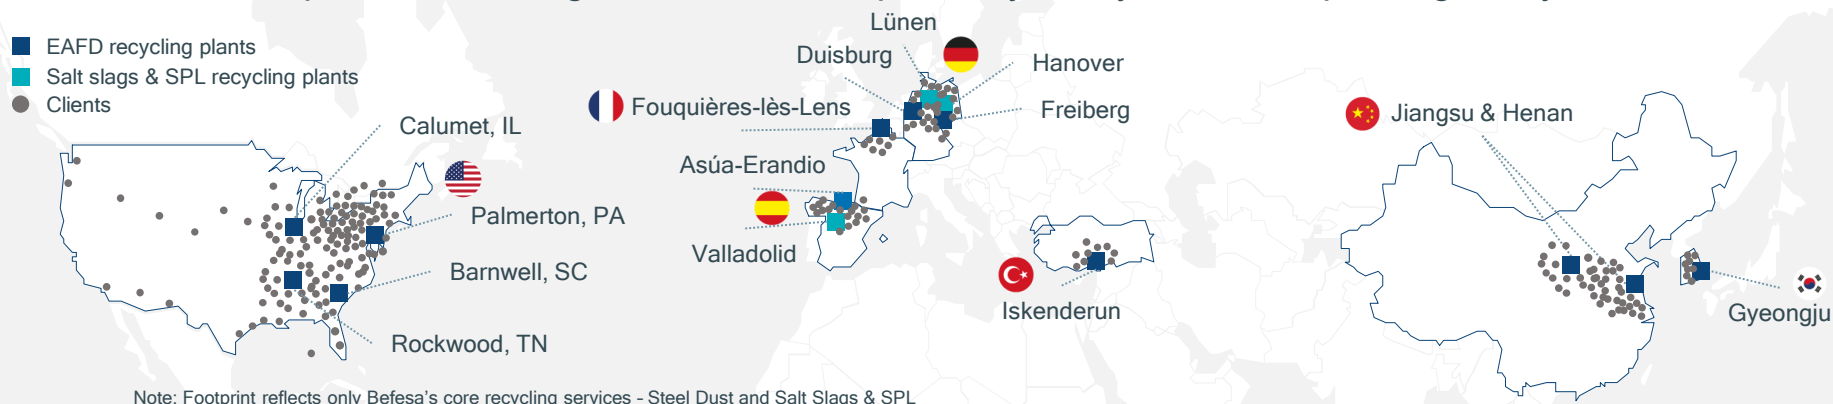 EAFD recycling plants
Salt slags & SPL recycling plants
Clients
Calumet, IL
Palmerton, PA
Barnwell, SC
Rockwood, TN
Lünen
Duisburg
Hanover
Fouquières-lès-Lens
Freiberg
Asúa-Erandio
Valladolid
Iskenderun
Jiangsu & Henan
Gyeongju
Note: Footprint reflects only Befesa's core recycling services - Steel Dust and Salt Slags & SPL